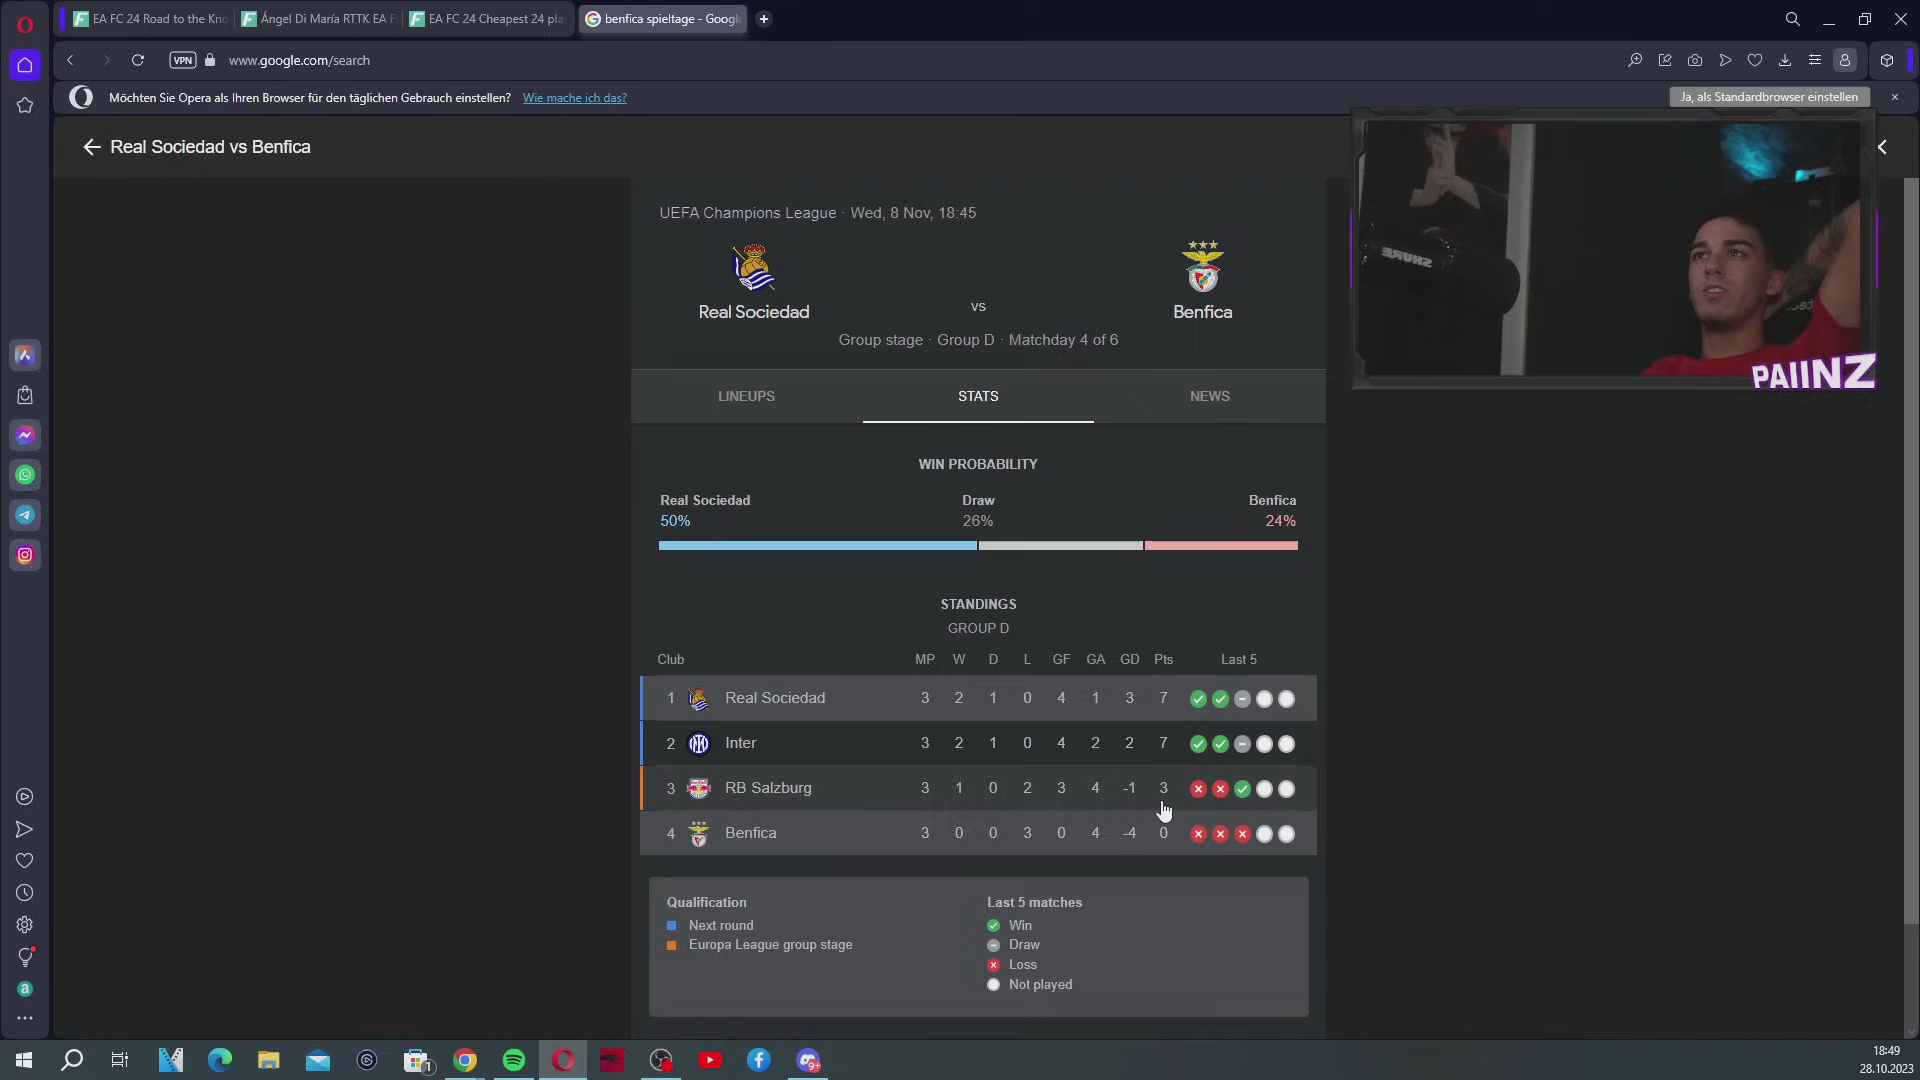 EA FC 24 Road to the Kno
Ángel Di María RTTK EA F
EA FC 24 Cheapest 24 pla
benfica spieltage - Google
VPN
www.google.com/search
Möchten Sie Opera als Ihren Browser für den täglichen Gebrauch einstellen?
Wie mache ich das?
Ja, als Standardbrowser einstellen
Real Sociedad vs Benfica
UEFA Champions League · Wed, 8 Nov, 18:45
Real Sociedad
vs
Benfica
Group stage · Group D · Matchday 4 of 6
SHURE
PAIINZ
LINEUPS
STATS
NEWS
WIN PROBABILITY
Real Sociedad Draw Benfica
50% 26% 24%
STANDINGS
GROUP D
Club MP W D L GF GA GD Pts Last 5
1 Real Sociedad 3 2 1 0 4 1 3 7
2 Inter 3 2 1 0 4 2 2 7
3 RB Salzburg 3 1 0 2 3 4 -1 3
4 Benfica 3 0 0 3 0 4 -4 0
Qualification
Next round
Europa League group stage
Last 5 matches
Win
Draw
Loss
Not played
a
1
9+
18:49
28.10.2023